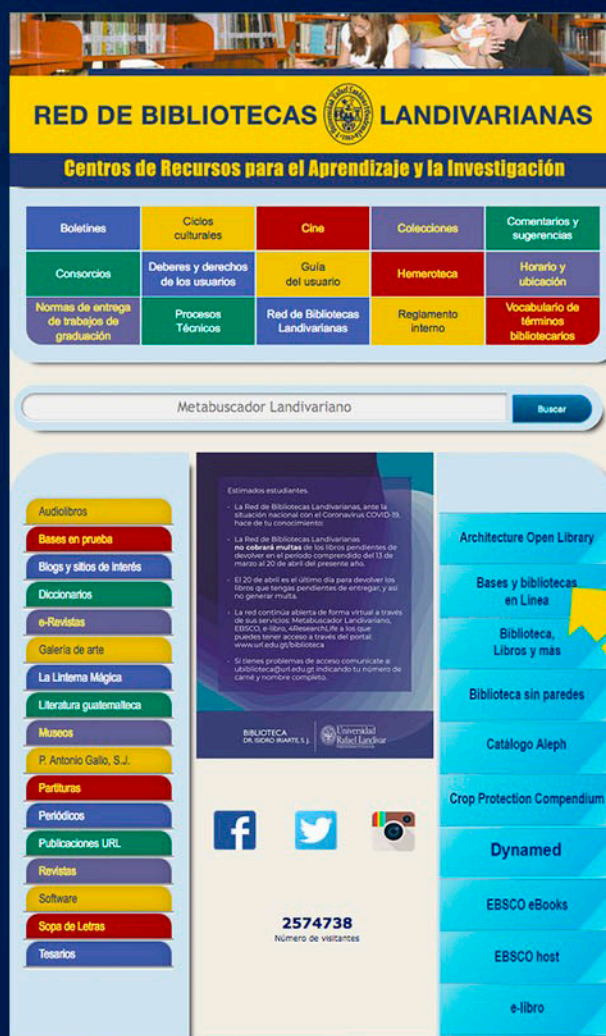 RED DE BIBLIOTECAS LANDIVARIANAS
Centros de Recursos para el Aprendizaje y la Investigación
Boletines
Ciclos
culturales
Cine
Colecciones
Comentarios y
sugerencias
Consorcios
Deberes y derechos
de los usuarios
Guía
del usuario
Hemeroteca
Horario y
ubicación
Normas de entrega
de trabajos de
graduación
Procesos
Técnicos
Red de Bibliotecas
Landivarianas
Reglamento
interno
Vocabulario de
términos
bibliotecarios
Metabuscador Landivariano
Buscar
Audiolibros
Bases en prueba
Blogs y sitios de interés
Diccionarios
e-Revistas
Galería de arte
La Linterna Mágica
Literatura guatemalteca
Museos
P. Antonio Gallo, S.J.
Partituras
Periódicos
Publicaciones URL
Revistas
Software
Sopa de Letras
Tesarios
Estimados estudiantes.
- La Red de Bibliotecas Landivarianas, ante la
situación nacional con el Coronavirus COVID-19,
hace de tu conocimiento:
- La Red de Bibliotecas Landivarianas
no cobrará multas de los libros pendientes de
devolver en el período comprendido del 13 de
marzo al 20 de abril del presente año.
- El 20 de abril es el último día para devolver los
libros que tengas pendientes de entregar, y así
no generar multa.
- La red continúa abierta de forma virtual a través
de sus servicios: Metabuscador Landivariano,
EBSCO, e-libro, 4ResearchLife a los que
puedes tener acceso a través del portal:
www.url.edu.gt/biblioteca
- Si tienes problemas de acceso comunícate a:
ubiblioteca@url.edu.gt indicando tu número de
carné y nombre completo.
BIBLIOTECA
DR. ISIDRO IRIARTE, S. J.
Universidad
Rafael Landívar
2574738
Número de visitantes
Architecture Open Library
Bases y bibliotecas
en Línea
Biblioteca,
Libros y más
Biblioteca sin paredes
Catálogo Aleph
Crop Protection Compendium
Dynamed
EBSCO eBooks
EBSCO host
e-libro